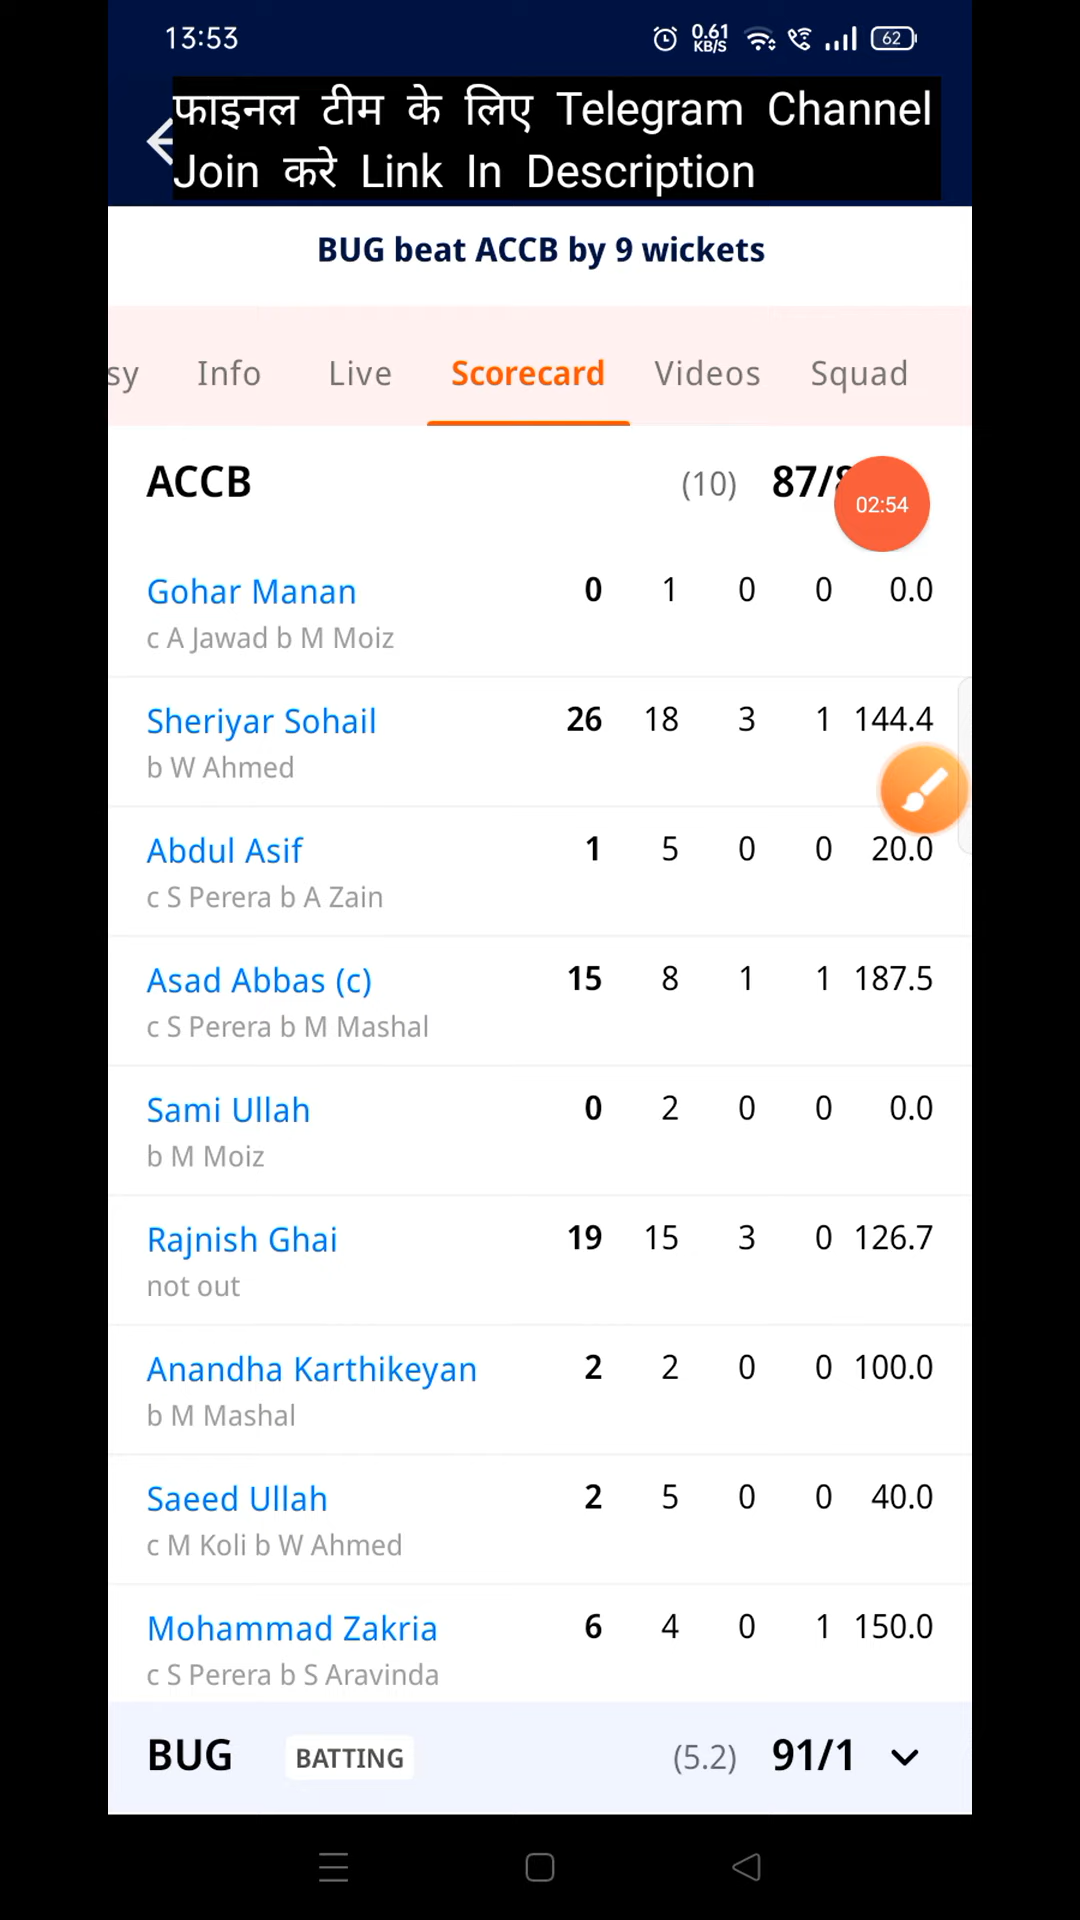 13:53 0.61 KB/S 62
फाइनल टीम के लिए Telegram Channel
Join करे Link In Description
BUG beat ACCB by 9 wickets
sy Info Live Scorecard Videos Squad
ACCB (10) 87/8 02:54
Gohar Manan 0 1 0 0 0.0
c A Jawad b M Moiz
Sheriyar Sohail 26 18 3 1 144.4
b W Ahmed
Abdul Asif 1 5 0 0 20.0
c S Perera b A Zain
Asad Abbas (c) 15 8 1 1 187.5
c S Perera b M Mashal
Sami Ullah 0 2 0 0 0.0
b M Moiz
Rajnish Ghai 19 15 3 0 126.7
not out
Anandha Karthikeyan 2 2 0 0 100.0
b M Mashal
Saeed Ullah 2 5 0 0 40.0
c M Koli b W Ahmed
Mohammad Zakria 6 4 0 1 150.0
c S Perera b S Aravinda
BUG BATTING (5.2) 91/1